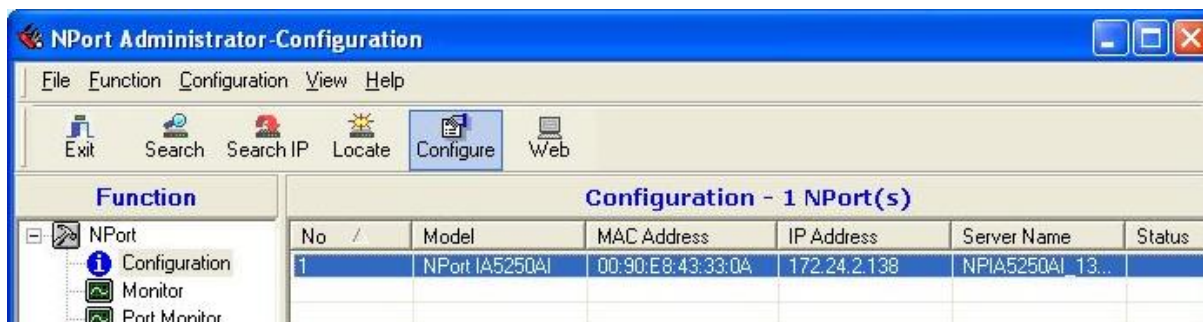 NPort Administrator-Configuration
File Function Configuration View Help
Exit Search Search IP Locate Configure Web
Function
Configuration - 1 NPort(s)
NPort
No Model MAC Address IP Address Server Name Status
Configuration
1 NPort IA5250AI 00:90:E8:43:33:0A 172.24.2.138 NPIA5250AI_13...
Monitor
Port Monitor